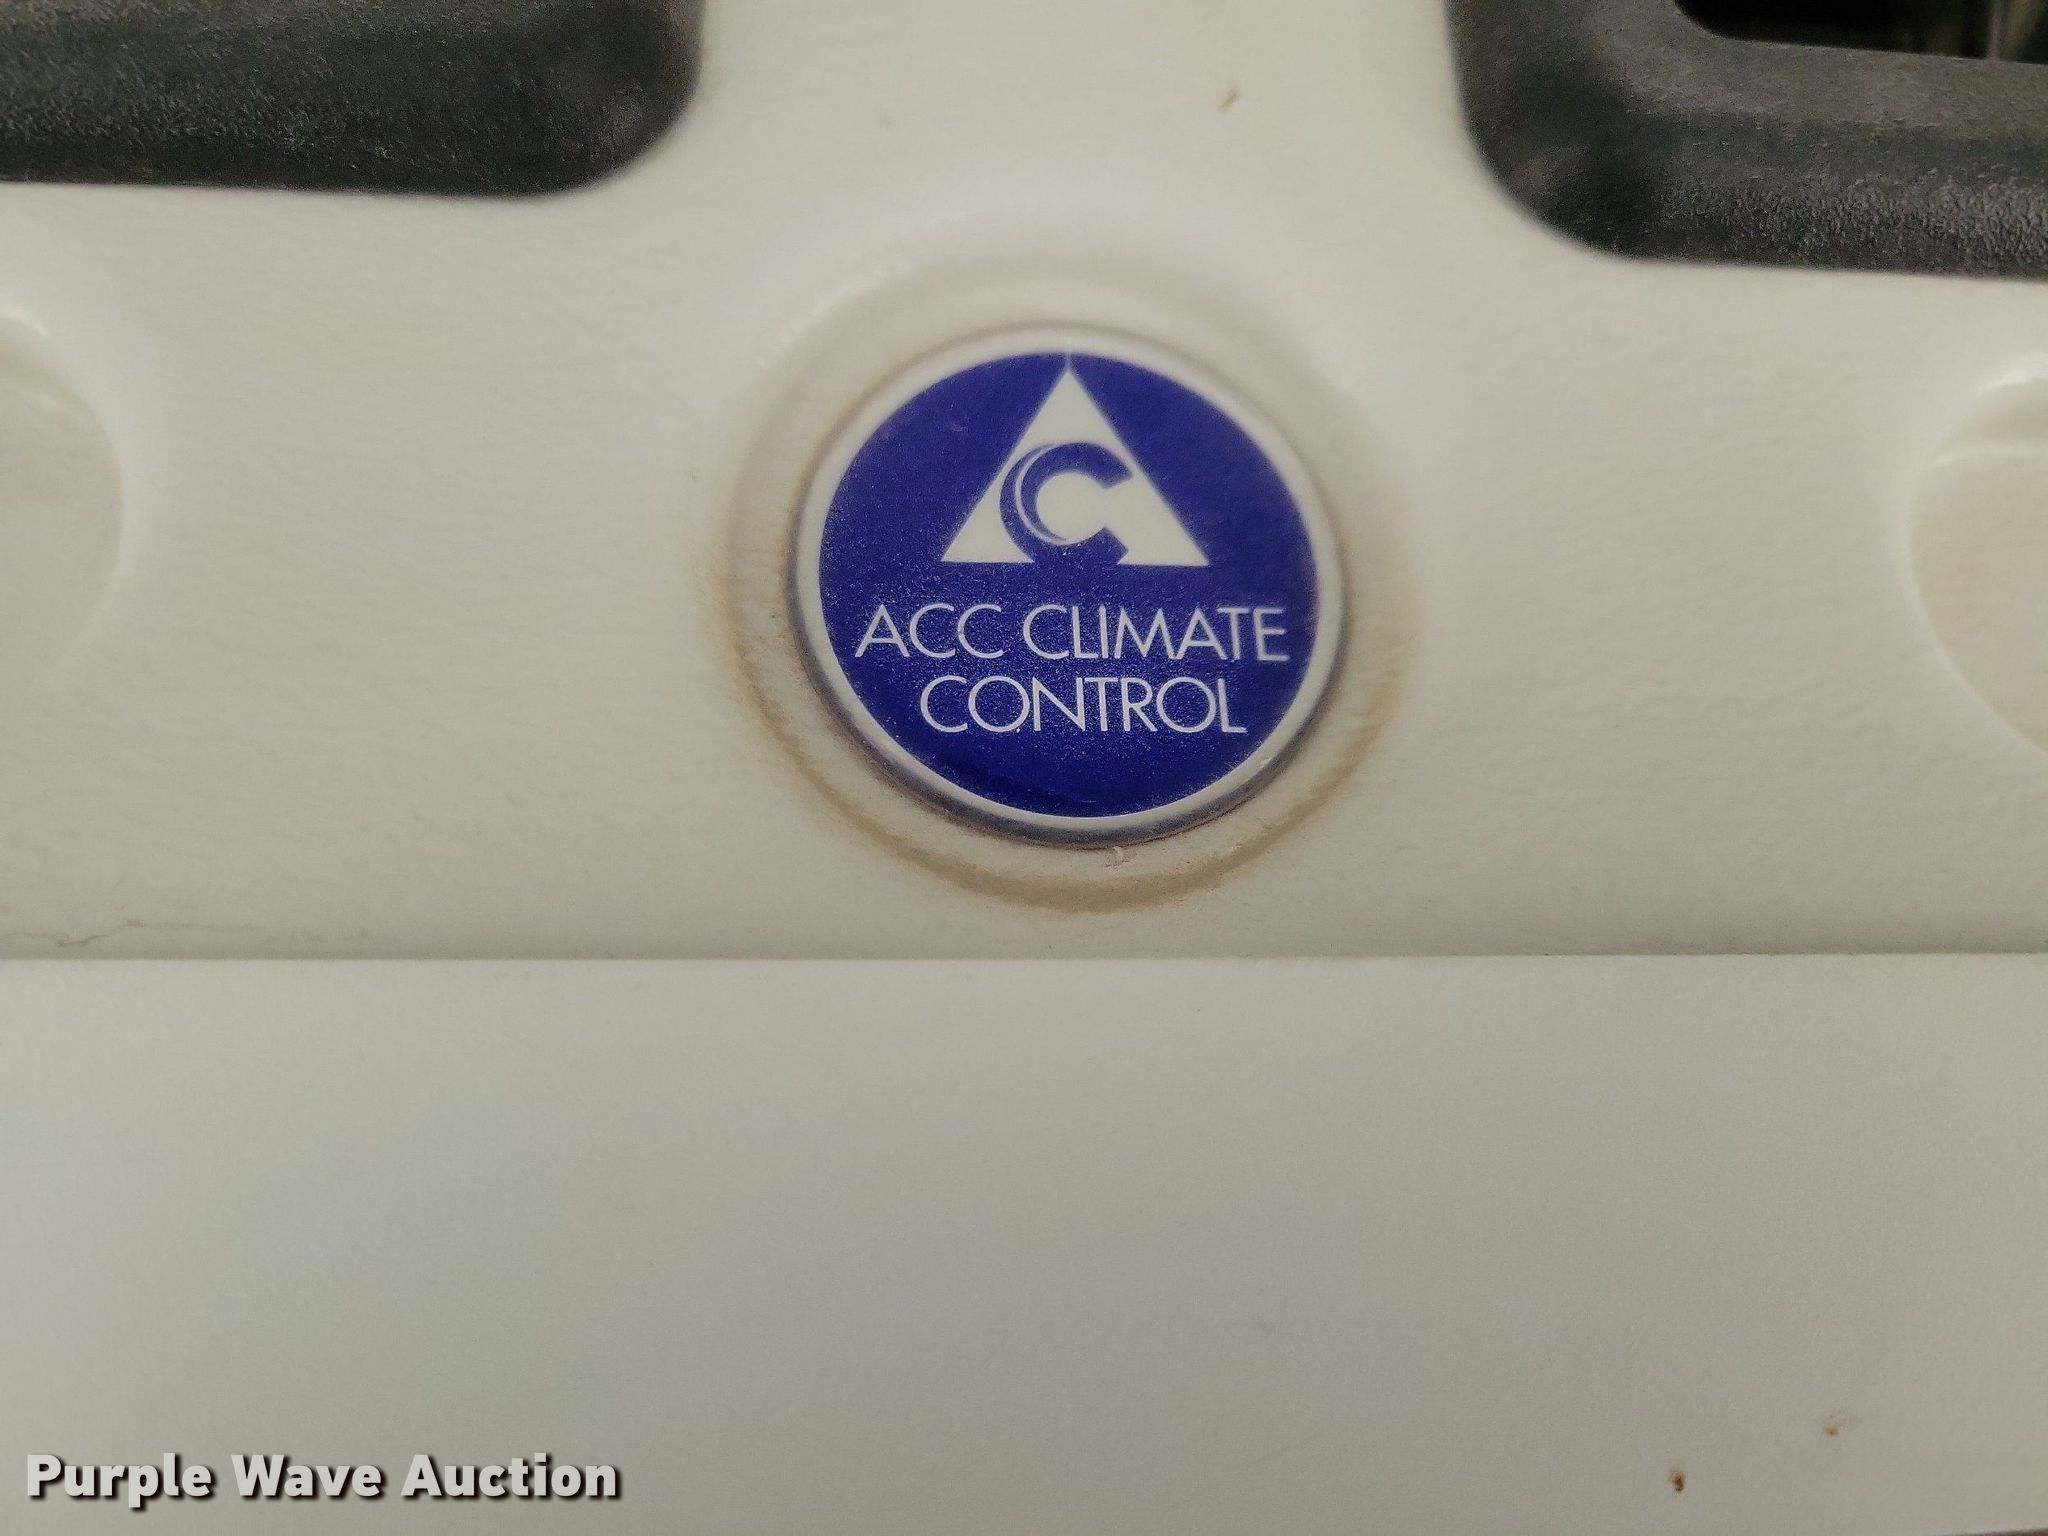 ACC CLIMATE
CONTROL
Purple Wave Auction